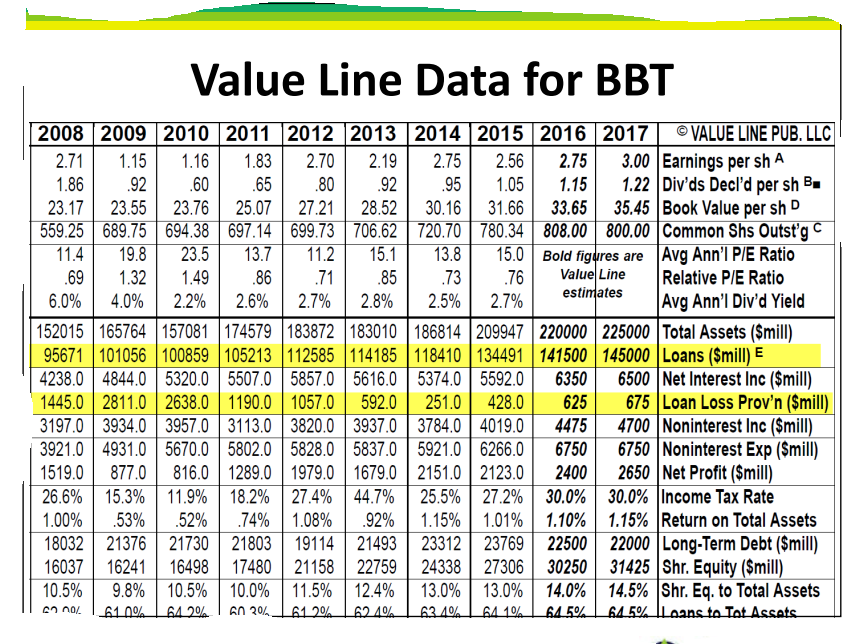 Value Line Data for BBT
2008 2009 2010 2011 2012 2013 2014 2015 2016 2017 © VALUE LINE PUB. LLC
2.71 1.15 1.16 1.83 2.70 2.19 2.75 2.56 2.75 3.00 Earnings per sh A
1.86 .92 .60 .65 .80 .92 .95 1.05 1.15 1.22 Div'ds Decl'd per sh B■
23.17 23.55 23.76 25.07 27.21 28.52 30.16 31.66 33.65 35.45 Book Value per sh D
559.25 689.75 694.38 697.14 699.73 706.62 720.70 780.34 808.00 800.00 Common Shs Outst'g C
11.4 19.8 23.5 13.7 11.2 15.1 13.8 15.0 Bold figures are Avg Ann'l P/E Ratio
.69 1.32 1.49 .86 .71 .85 .73 .76 Value Line Relative P/E Ratio
6.0% 4.0% 2.2% 2.6% 2.7% 2.8% 2.5% 2.7% estimates Avg Ann'l Div'd Yield
152015 165764 157081 174579 183872 183010 186814 209947 220000 225000 Total Assets ($mill)
95671 101056 100859 105213 112585 114185 118410 134491 141500 145000 Loans ($mill) E
4238.0 4844.0 5320.0 5507.0 5857.0 5616.0 5374.0 5592.0 6350 6500 Net Interest Inc ($mill)
1445.0 2811.0 2638.0 1190.0 1057.0 592.0 251.0 428.0 625 675 Loan Loss Prov'n ($mill)
3197.0 3934.0 3957.0 3113.0 3820.0 3937.0 3784.0 4019.0 4475 4700 Noninterest Inc ($mill)
3921.0 4931.0 5670.0 5802.0 5828.0 5837.0 5921.0 6266.0 6750 6750 Noninterest Exp ($mill)
1519.0 877.0 816.0 1289.0 1979.0 1679.0 2151.0 2123.0 2400 2650 Net Profit ($mill)
26.6% 15.3% 11.9% 18.2% 27.4% 44.7% 25.5% 27.2% 30.0% 30.0% Income Tax Rate
1.00% .53% .52% .74% 1.08% .92% 1.15% 1.01% 1.10% 1.15% Return on Total Assets
18032 21376 21730 21803 19114 21493 23312 23769 22500 22000 Long-Term Debt ($mill)
16037 16241 16498 17480 21158 22759 24338 27306 30250 31425 Shr. Equity ($mill)
10.5% 9.8% 10.5% 10.0% 11.5% 12.4% 13.0% 13.0% 14.0% 14.5% Shr. Eq. to Total Assets
61.0% 64.2% 60.3% 61.2% 62.4% 63.4% 64.1% 64.5% 64.5% Loans to Tot Assets